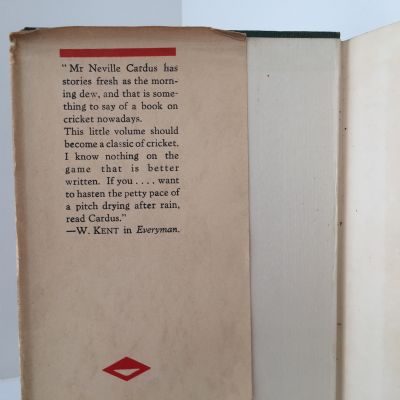 "Mr Neville Cardus has
stories fresh as the morn-
ing dew, and that is some-
thing to say of a book on
cricket nowadays.
This little volume should
become a classic of cricket.
I know nothing on the
game that is better
written. If you .... want
to hasten the petty pace of
a pitch drying after rain,
read Cardus."
—W. KENT in Everyman.